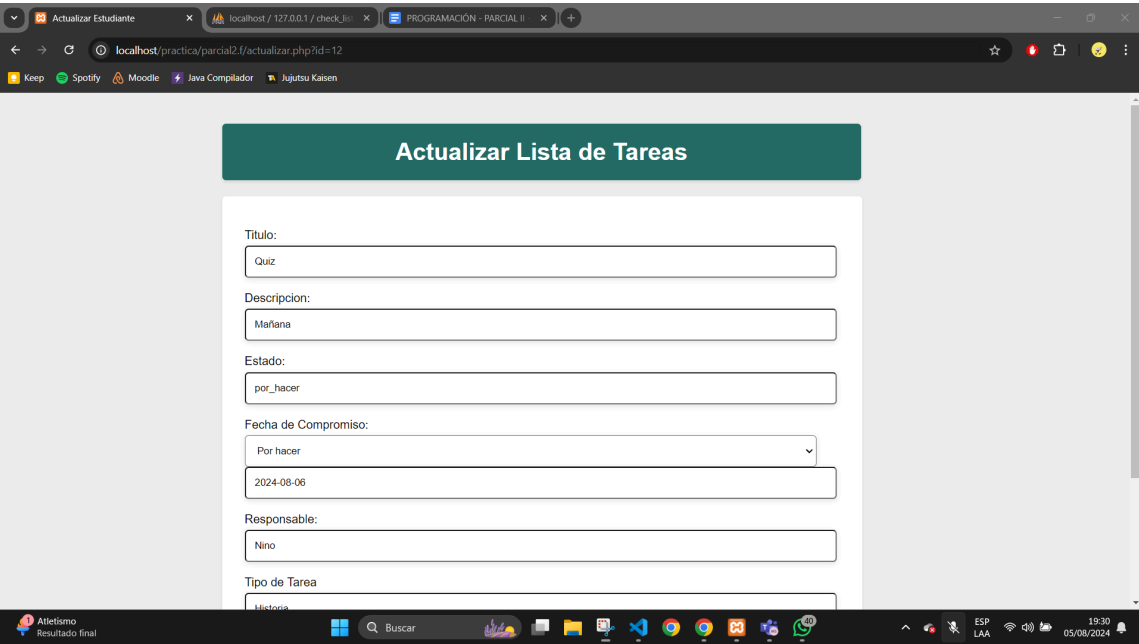 Actualizar Estudiante
localhost / 127.0.0.1 / check_lis
PROGRAMACIÓN - PARCIAL II -
localhost/practica/parcial2.f/actualizar.php?id=12
Keep Spotify Moodle Java Compilador Jujutsu Kaisen
Actualizar Lista de Tareas
Titulo:
Quiz
Descripcion:
Mañana
Estado:
por_hacer
Fecha de Compromiso:
Por hacer
2024-08-06
Responsable:
Nino
Tipo de Tarea
Historia
1
Atletismo
Resultado final
Buscar
40
ESP
LAA
19:30
05/08/2024